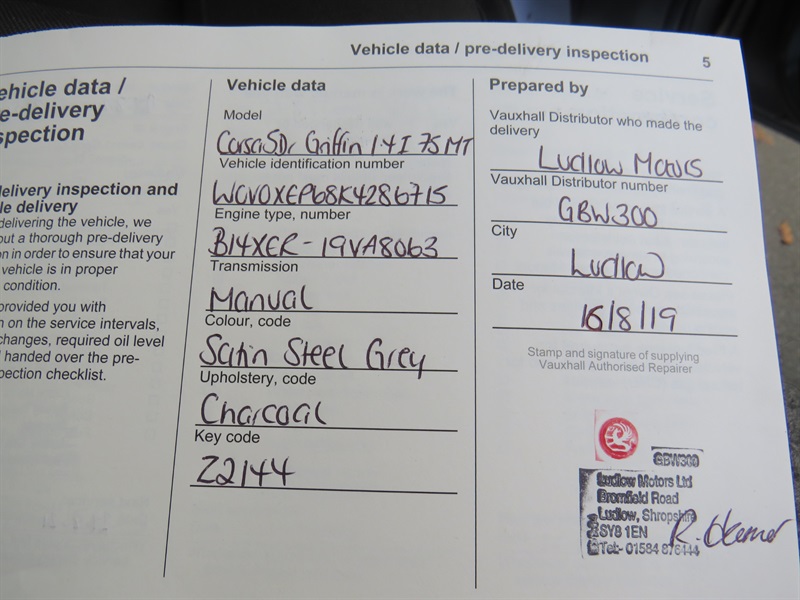 Vehicle data / pre-delivery inspection 5
ehicle data /
e-delivery
spection
delivery inspection and
le delivery
delivering the vehicle, we
out a thorough pre-delivery
n in order to ensure that your
vehicle is in proper
condition.
provided you with
n on the service intervals,
changes, required oil level
handed over the pre-
pection checklist.
Vehicle data
Model
Corsa 5Dr Griffin 1.4I 75 MT
Vehicle identification number
W0V0XEP68K4286715
Engine type, number
B14XER - 19VA8063
Transmission
Manual
Colour, code
Satin Steel Grey
Upholstery, code
Charcoal
Key code
Z2144
Prepared by
Vauxhall Distributor who made the
delivery
Ludlow Motors
Vauxhall Distributor number
GBW300
City
Ludlow
Date
16/8/19
Stamp and signature of supplying
Vauxhall Authorised Repairer
GBW300
Ludlow Motors Ltd
Bromfield Road
Ludlow, Shropshire
SY8 1EN
Tel:- 01584 876444